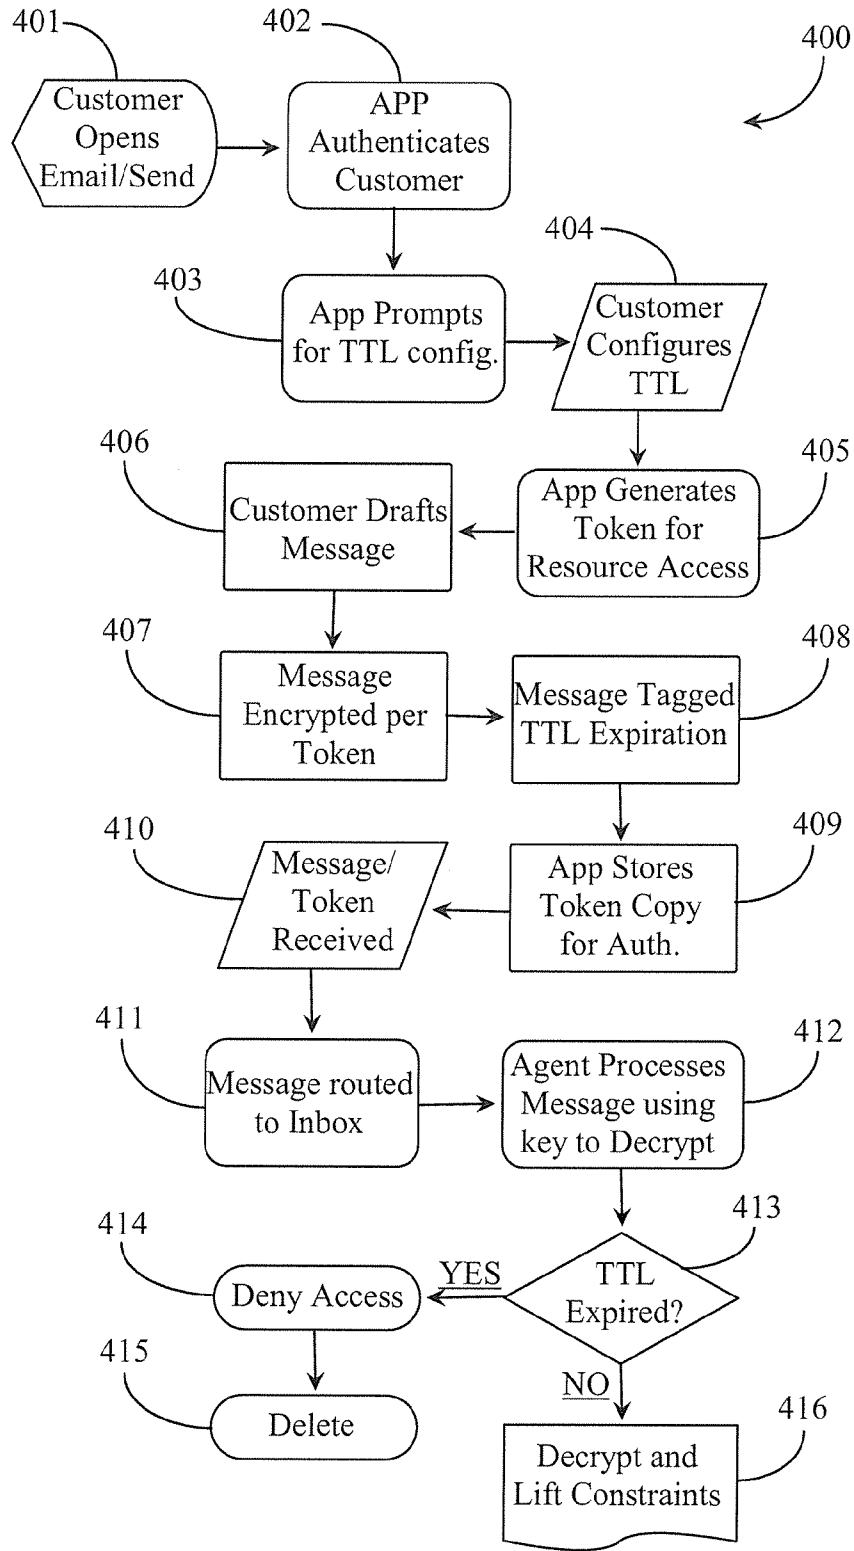 401
402
400
Customer
Opens
Email/Send
APP
Authenticates
Customer
403
404
App Prompts
for TTL config.
Customer
Configures
TTL
406
405
Customer Drafts
Message
App Generates
Token for
Resource Access
407
408
Message
Encrypted per
Token
Message Tagged
TTL Expiration
410
409
Message/
Token
Received
App Stores
Token Copy
for Auth.
411
412
Message routed
to Inbox
Agent Processes
Message using
key to Decrypt
414
413
Deny Access
YES
TTL
Expired?
415
NO
416
Delete
Decrypt and
Lift Constraints